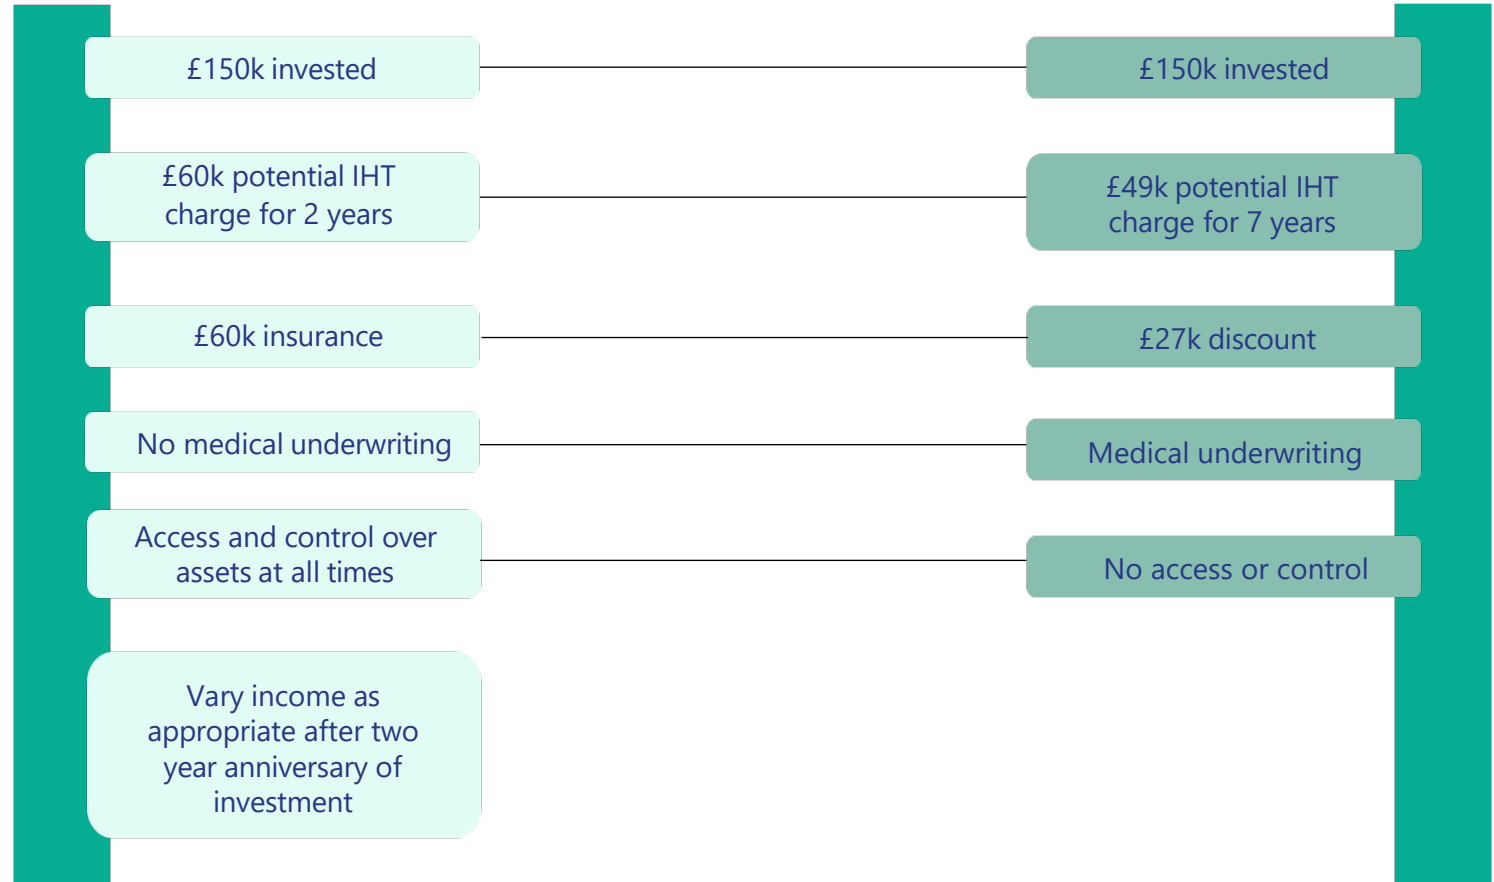 £150k invested
£150k invested
£60k potential IHT
charge for 2 years
£49k potential IHT
charge for 7 years
£60k insurance
£27k discount
No medical underwriting
Medical underwriting
Access and control over
assets at all times
No access or control
Vary income as
appropriate after two
year anniversary of
investment